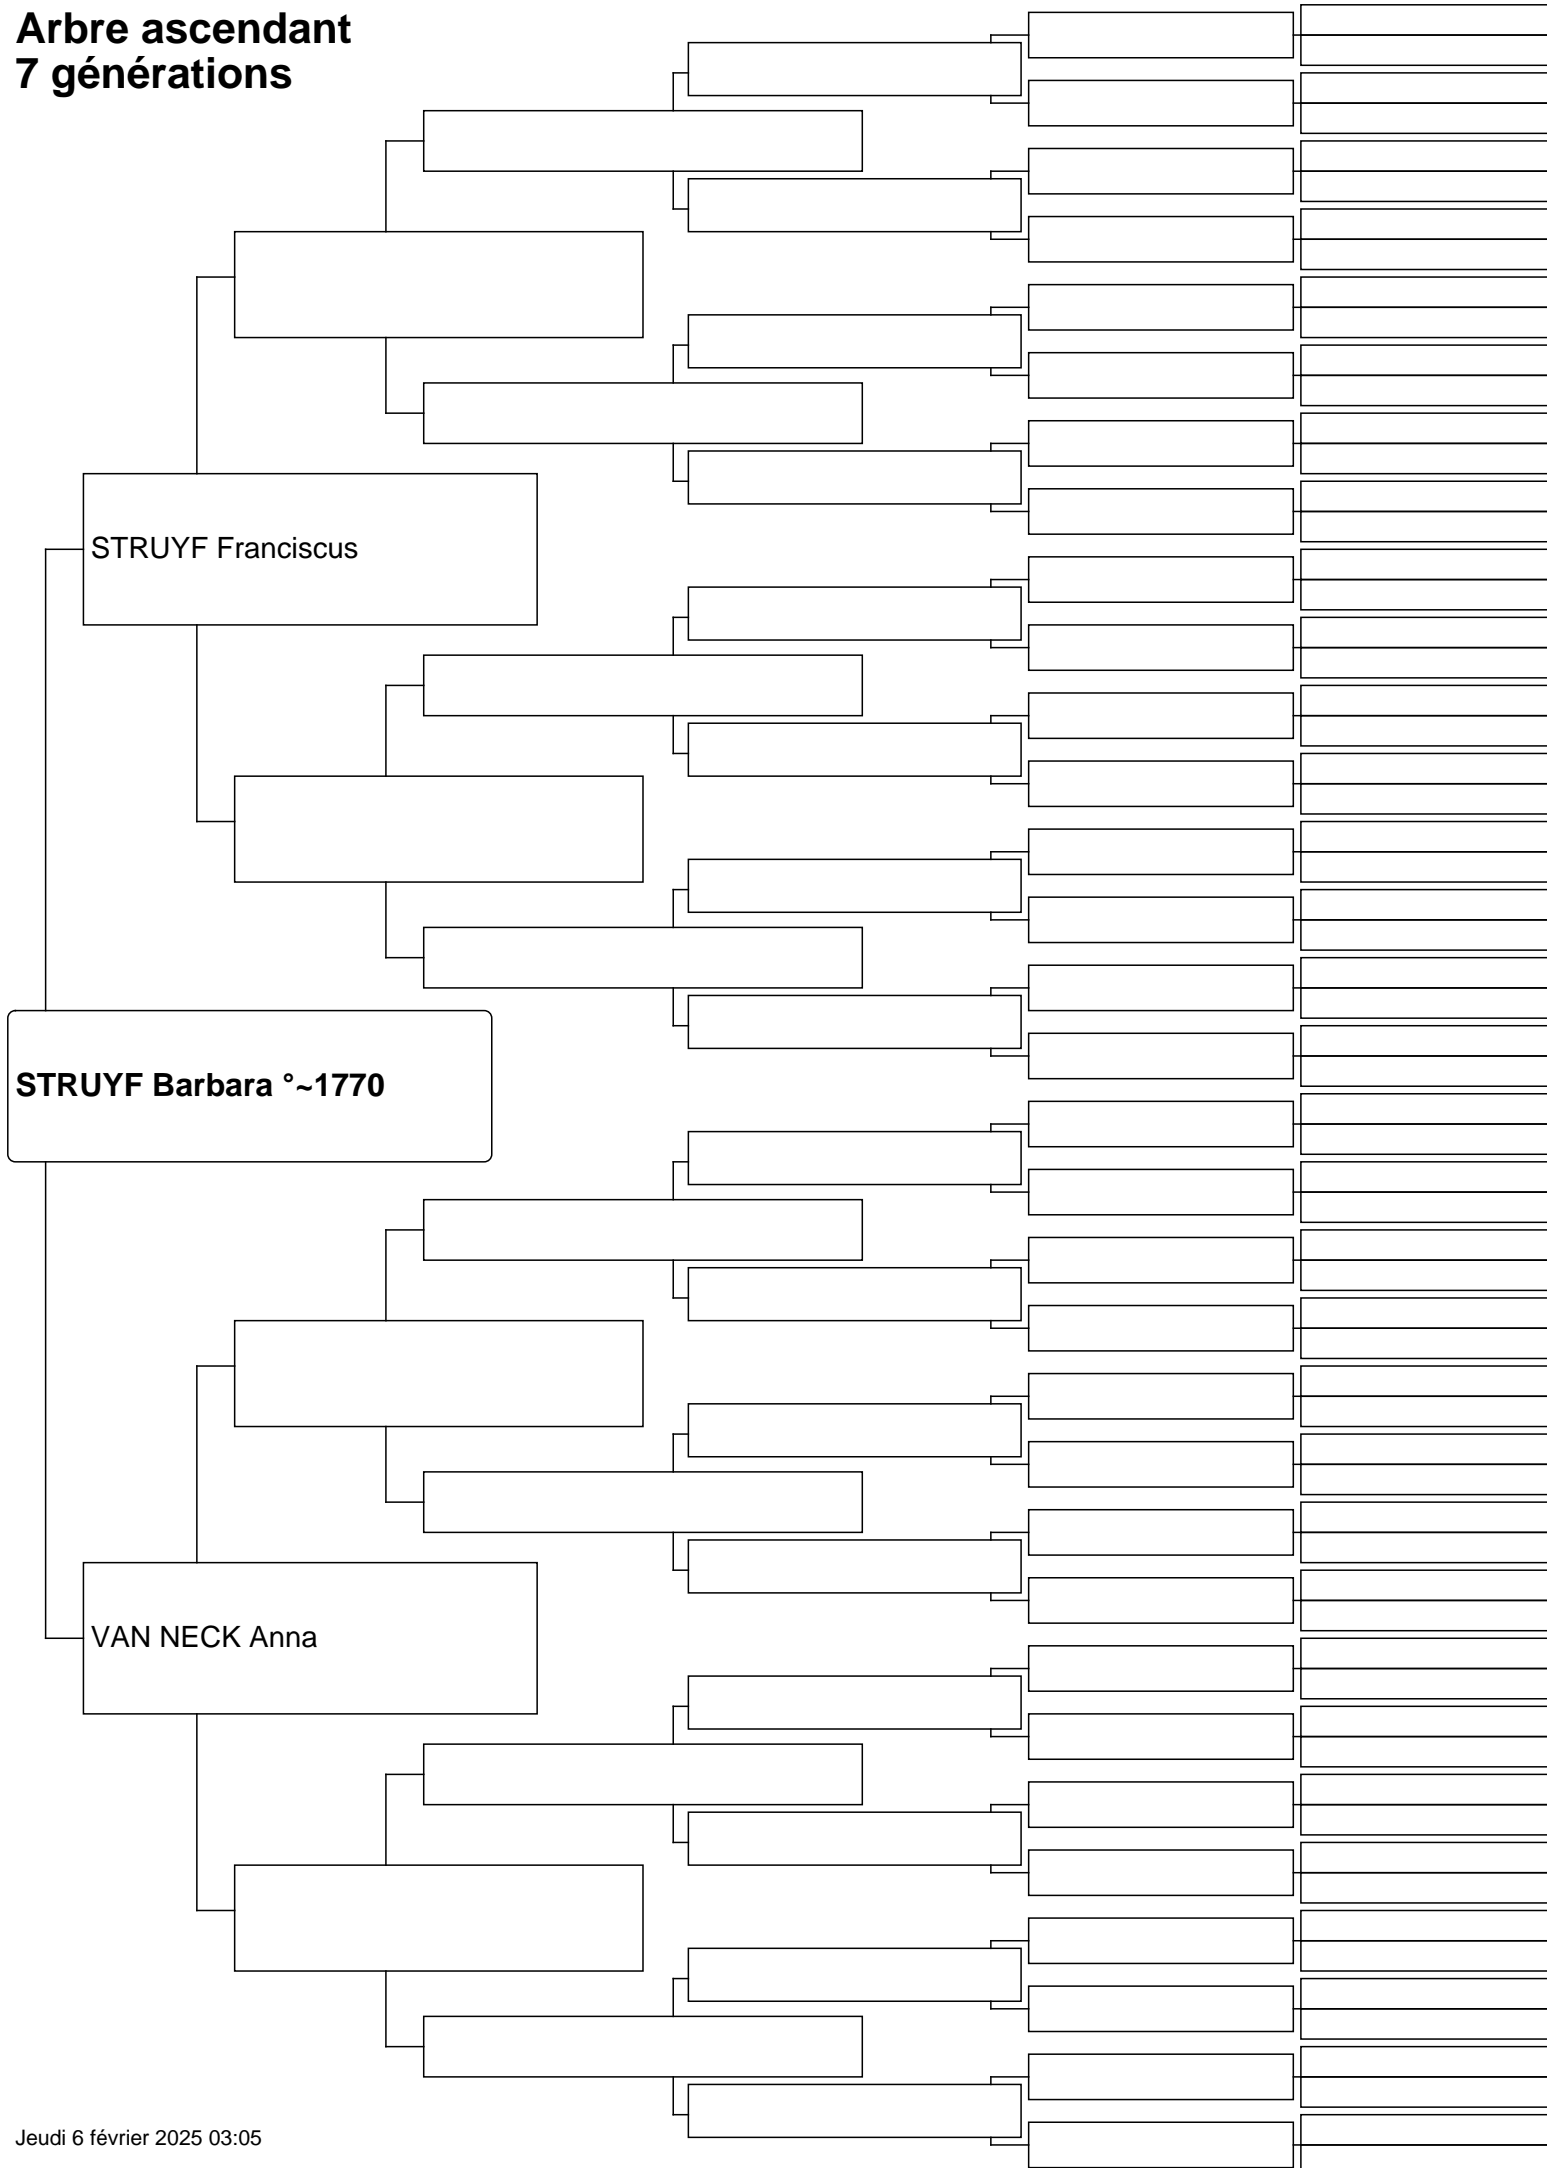 Arbre ascendant
7 générations
STRUYF Franciscus
STRUYF Barbara °~1770
VAN NECK Anna
Jeudi 6 février 2025 03:05